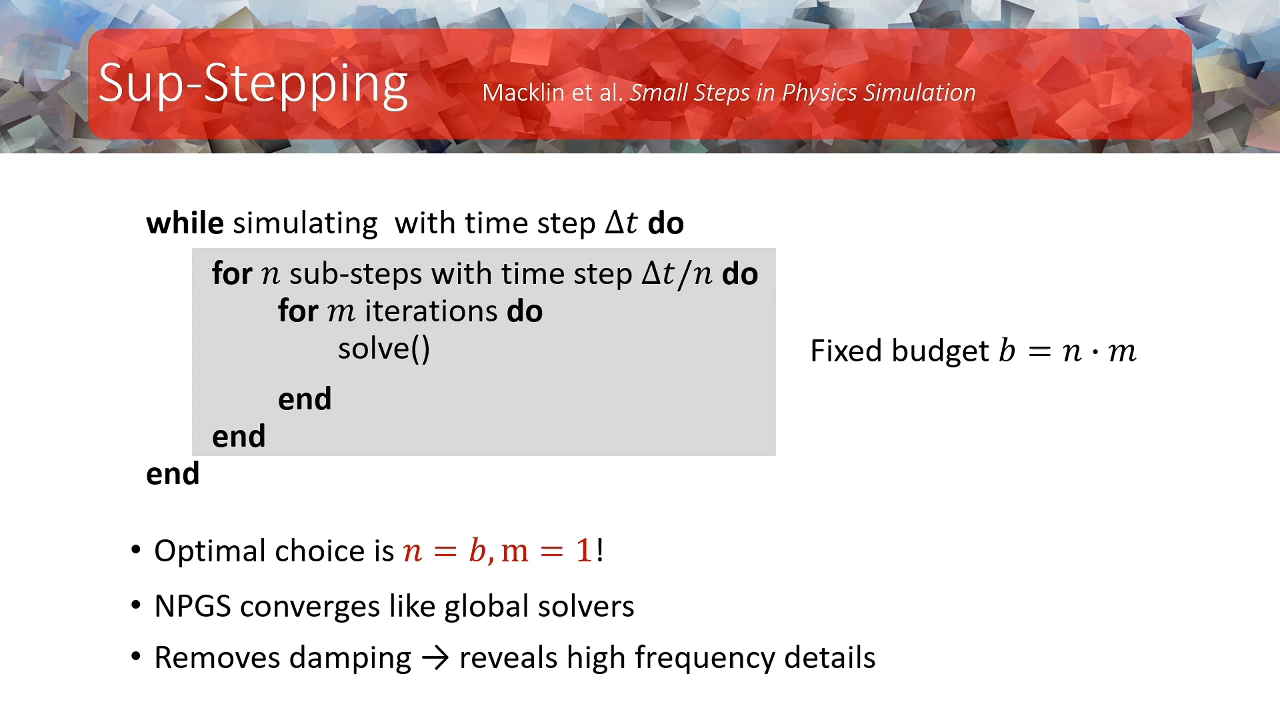 Sup-Stepping
Macklin et al. Small Steps in Physics Simulation
while simulating with time step Δt do
for n sub-steps with time step Δt/n do
for m iterations do
solve()
end
end
end
Fixed budget b = n · m
• Optimal choice is n = b, m = 1!
• NPGS converges like global solvers
• Removes damping → reveals high frequency details